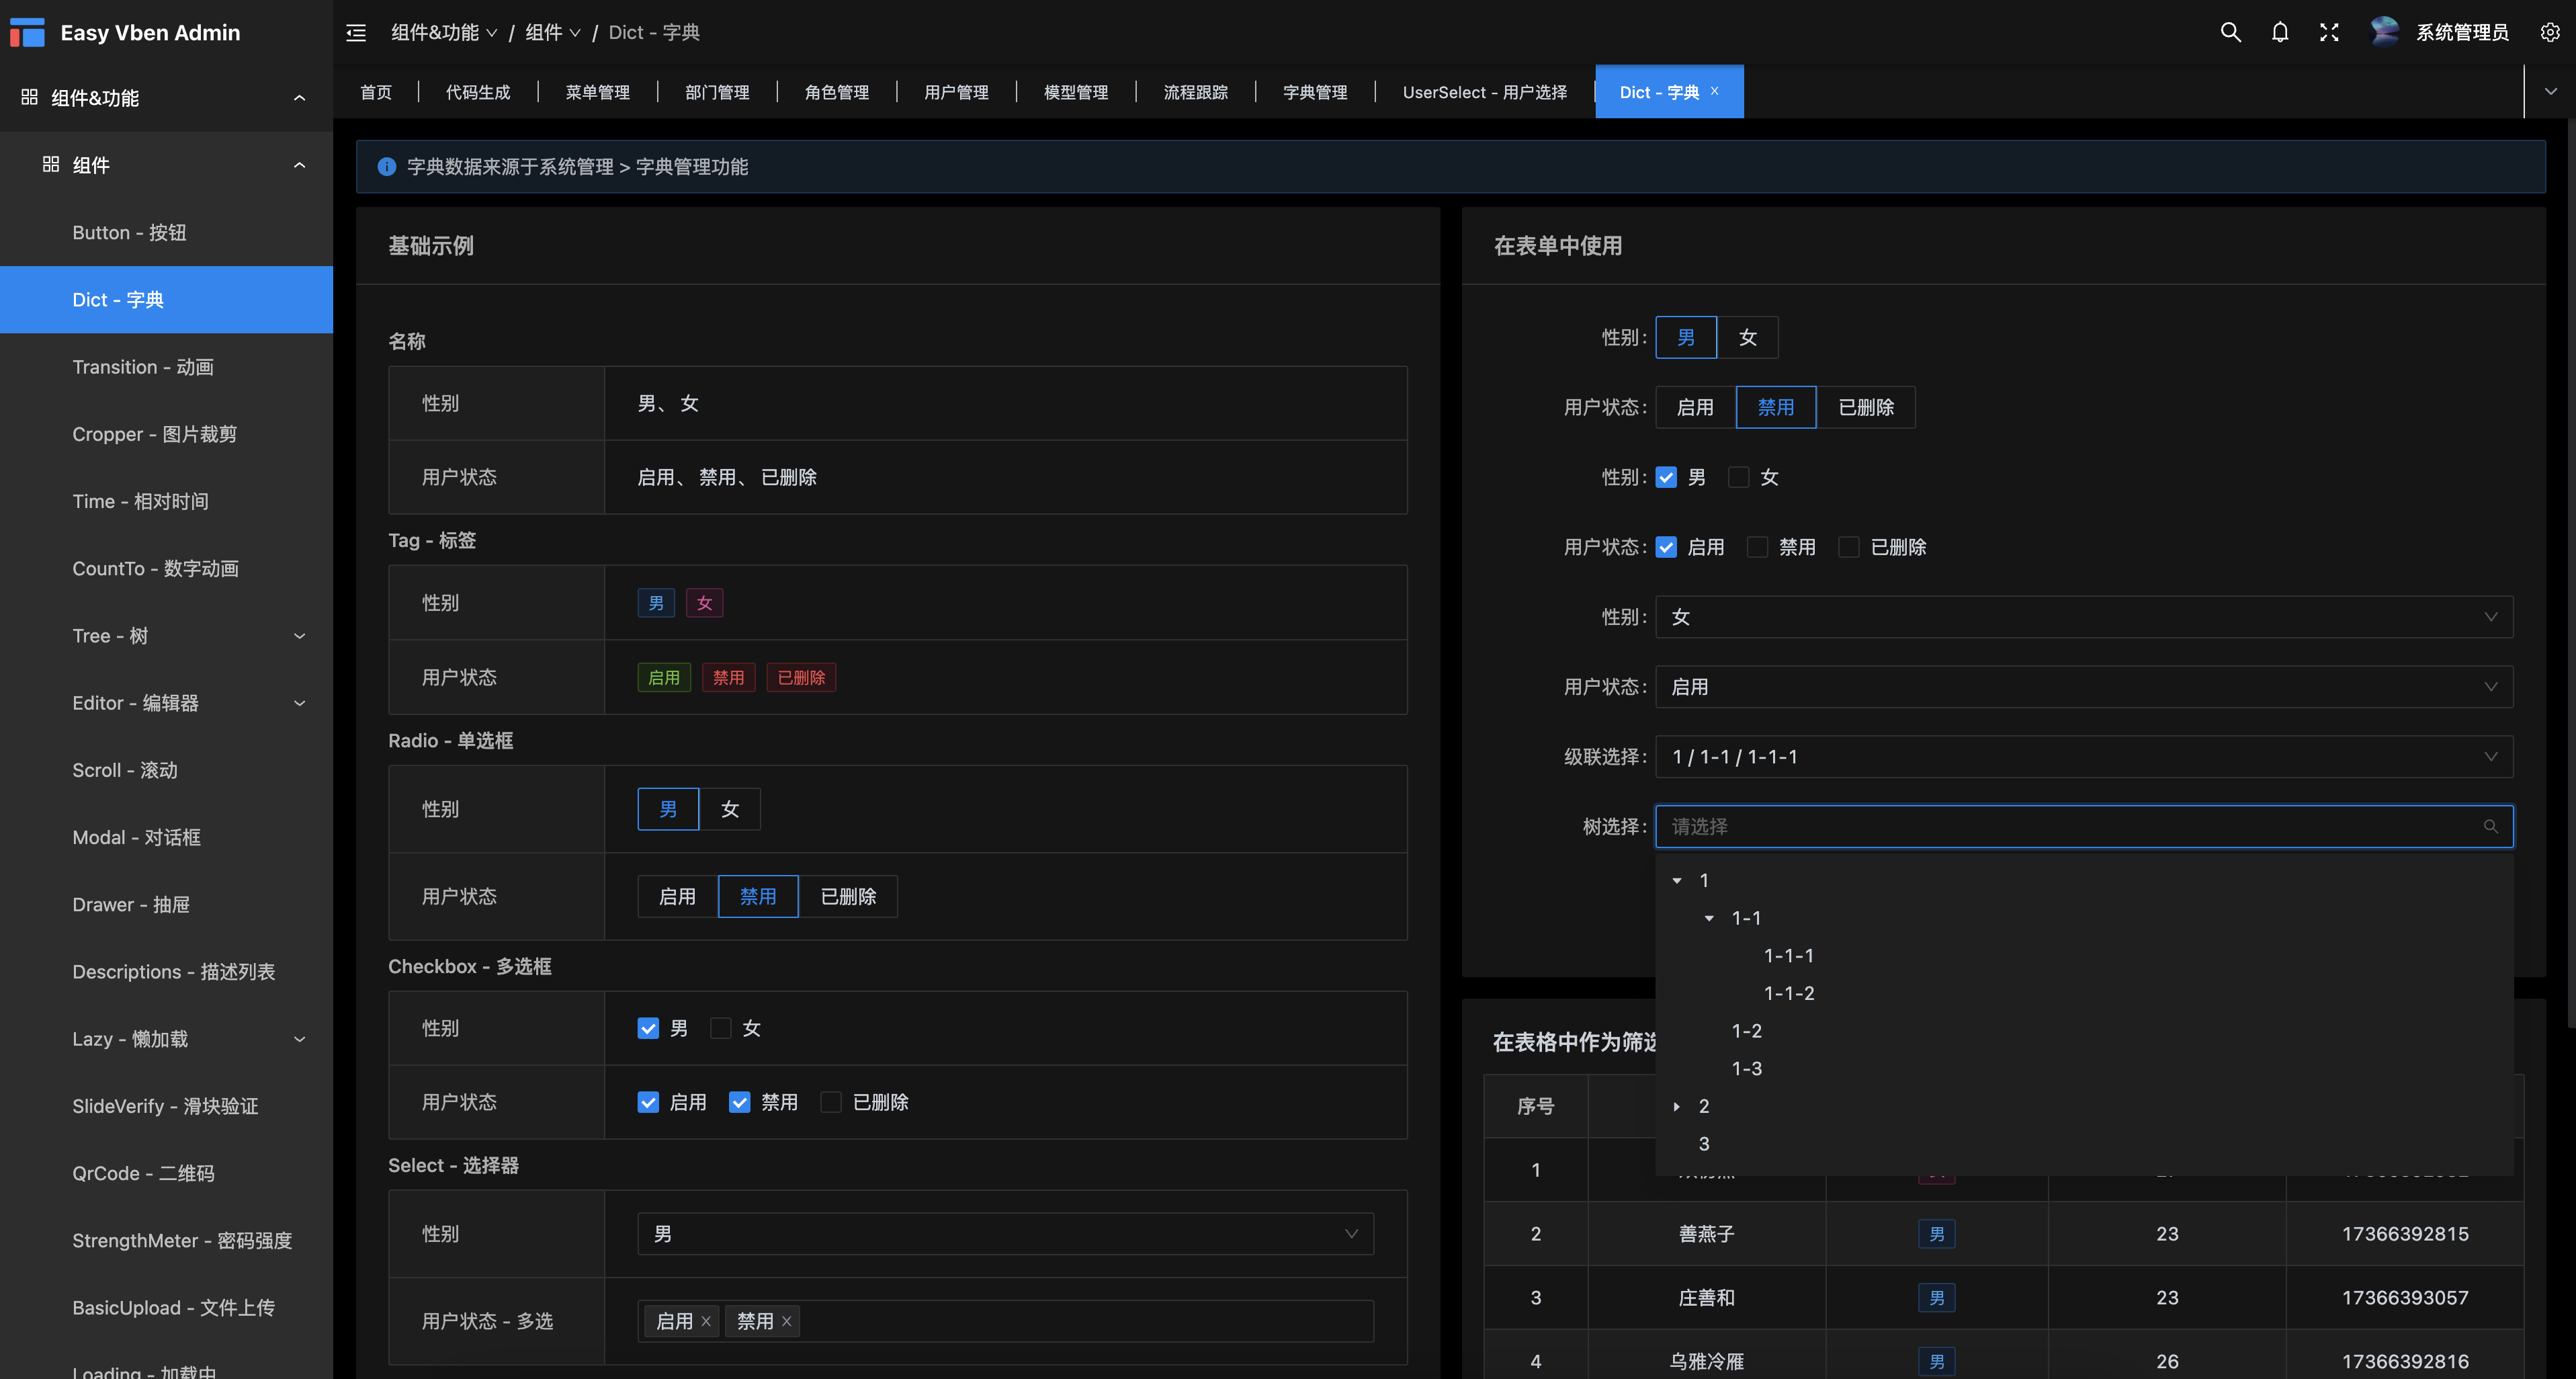 Easy Vben Admin
组件&功能 / 组件 / Dict - 字典
系统管理员
首页 代码生成 菜单管理 部门管理 角色管理 用户管理 模型管理 流程跟踪 字典管理 UserSelect - 用户选择 Dict - 字典
组件&功能
组件
Button - 按钮
Dict - 字典
Transition - 动画
Cropper - 图片裁剪
Time - 相对时间
CountTo - 数字动画
Tree - 树
Editor - 编辑器
Scroll - 滚动
Modal - 对话框
Drawer - 抽屉
Descriptions - 描述列表
Lazy - 懒加载
SlideVerify - 滑块验证
QrCode - 二维码
StrengthMeter - 密码强度
BasicUpload - 文件上传
Loading - 加载中
字典数据来源于系统管理 > 字典管理功能
基础示例
名称
性别 男、 女
用户状态 启用、 禁用、 已删除
Tag - 标签
性别 男 女
用户状态 启用 禁用 已删除
Radio - 单选框
性别 男 女
用户状态 启用 禁用 已删除
Checkbox - 多选框
性别 男 女
用户状态 启用 禁用 已删除
Select - 选择器
性别 男
用户状态 - 多选 启用 禁用
在表单中使用
性别: 男 女
用户状态: 启用 禁用 已删除
性别: 男 女
用户状态: 启用 禁用 已删除
性别: 女
用户状态: 启用
级联选择: 1 / 1-1 / 1-1-1
树选择: 请选择
1
1-1
1-1-1
1-1-2
1-2
1-3
2
3
在表格中作为筛选
序号
1
2 善燕子 男 23 17366392815
3 庄善和 男 23 17366393057
4 乌雅冷雁 男 26 17366392816